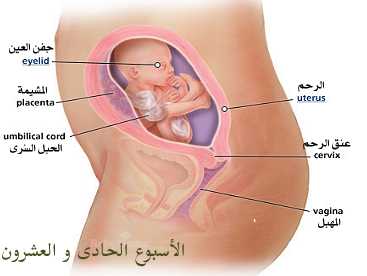 جفن العين
eyelid
المشيمة
placenta
umbilical cord
الحبل السرى
الرحم
uterus
عنق الرحم
cervix
vagina
المهبل
الأسبوع الحادى و العشرون